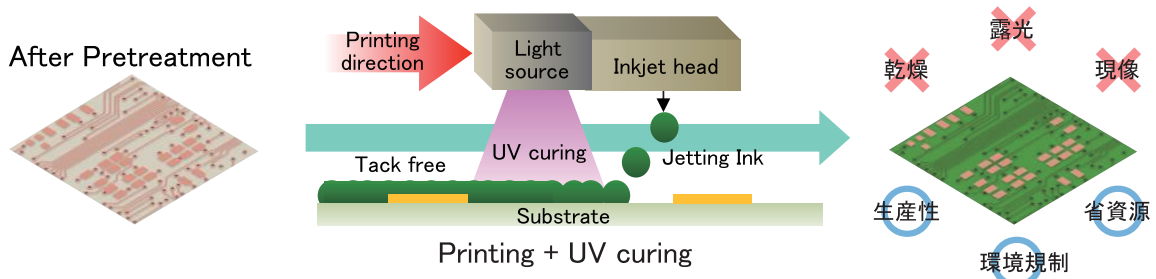 After Pretreatment
Printing
direction
Light
source
Inkjet head
UV curing
Jetting Ink
Tack free
Substrate
Printing + UV curing
露光
乾燥
現像
生産性
省資源
環境規制